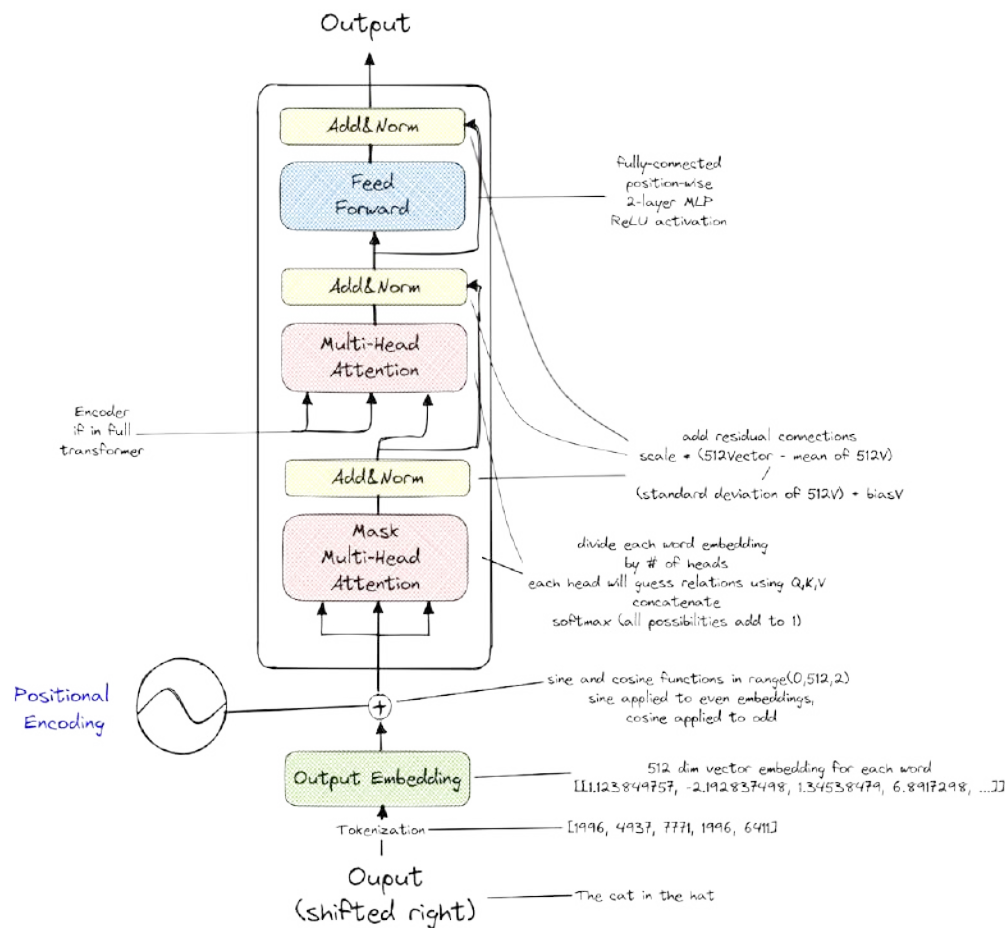 Output
Add&Norm
Feed
Forward
fully-connected
position-wise
2-layer MLP
ReLU activation
Add&Norm
Multi-Head
Attention
Encoder
if in full
transformer
add residual connections
scale * (512Vector - mean of 512V)
/
(standard deviation of 512V) + biasV
Add&Norm
Mask
Multi-Head
Attention
divide each word embedding
by # of heads
each head will guess relations using Q,K,V
concatenate
softmax (all possibilities add to 1)
Positional
Encoding
+
sine and cosine functions in range(0,512,2)
sine applied to even embeddings,
cosine applied to odd
Output Embedding
512 dim vector embedding for each word
[[1.123849757, -2.192837498, 1.34538479, 6.8917298, ...]]
Tokenization
[1996, 4937, 7771, 1996, 6411]
Ouput
(shifted right)
The cat in the hat